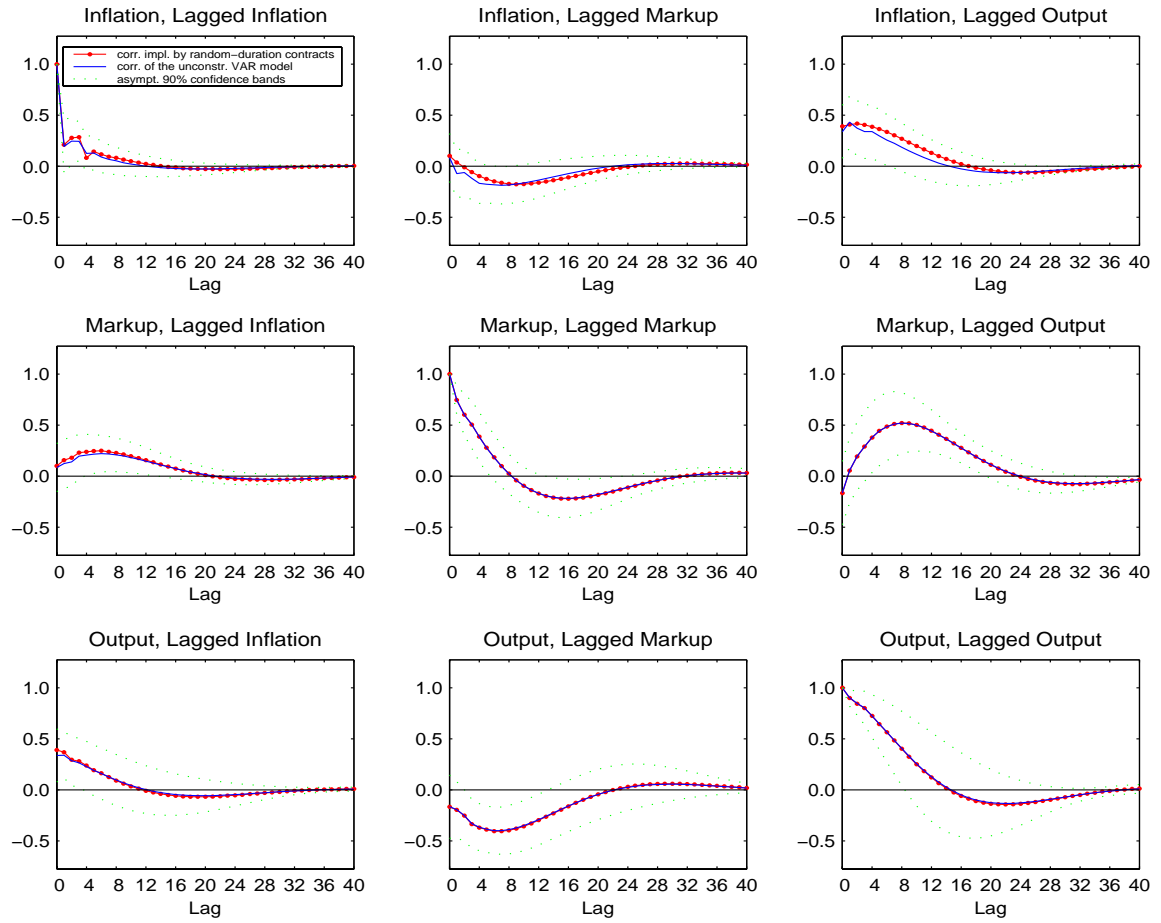 Inflation, Lagged Inflation
Inflation, Lagged Markup
Inflation, Lagged Output
corr. impl. by random−duration contracts
corr. of the unconstr. VAR model
asympt. 90% confidence bands
1.0
0.5
0.0
−0.5
0 4 8 12 16 20 24 28 32 36 40
Lag
1.0
0.5
0.0
−0.5
0 4 8 12 16 20 24 28 32 36 40
Lag
1.0
0.5
0.0
−0.5
0 4 8 12 16 20 24 28 32 36 40
Lag
Markup, Lagged Inflation
Markup, Lagged Markup
Markup, Lagged Output
1.0
0.5
0.0
−0.5
0 4 8 12 16 20 24 28 32 36 40
Lag
1.0
0.5
0.0
−0.5
0 4 8 12 16 20 24 28 32 36 40
Lag
1.0
0.5
0.0
−0.5
0 4 8 12 16 20 24 28 32 36 40
Lag
Output, Lagged Inflation
Output, Lagged Markup
Output, Lagged Output
1.0
0.5
0.0
−0.5
0 4 8 12 16 20 24 28 32 36 40
Lag
1.0
0.5
0.0
−0.5
0 4 8 12 16 20 24 28 32 36 40
Lag
1.0
0.5
0.0
−0.5
0 4 8 12 16 20 24 28 32 36 40
Lag